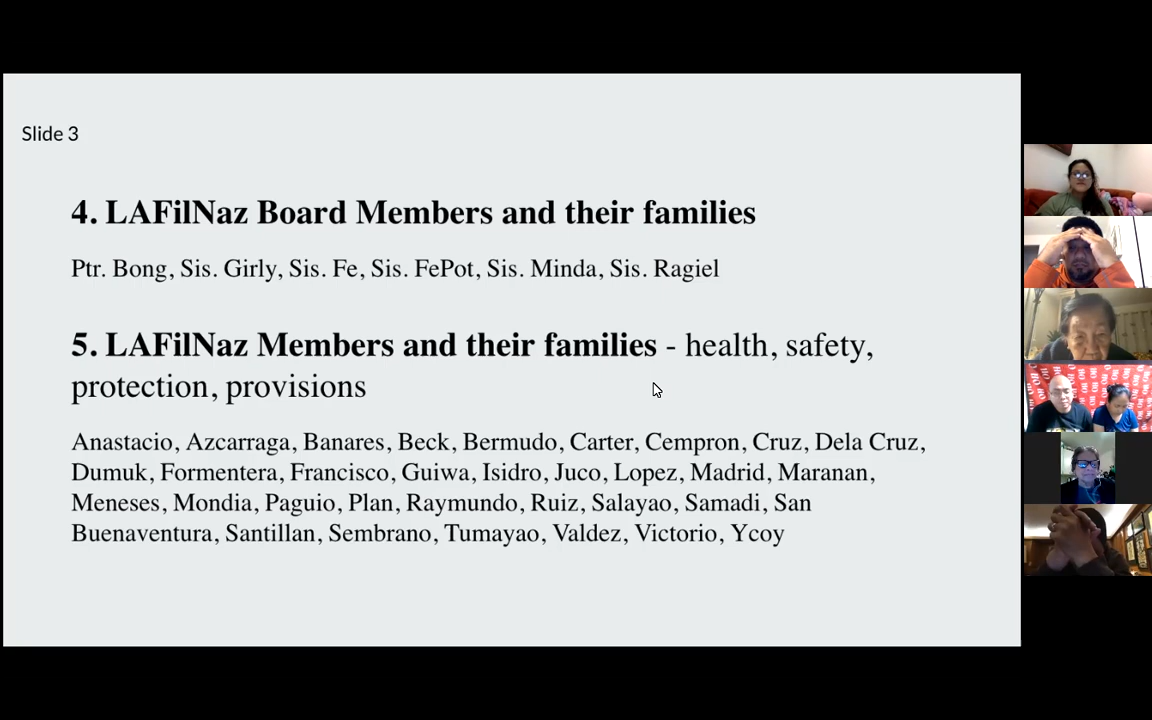 Slide 3
4. LAFilNaz Board Members and their families
Ptr. Bong, Sis. Girly, Sis. Fe, Sis. FePot, Sis. Minda, Sis. Ragiel
5. LAFilNaz Members and their families - health, safety,
protection, provisions
Anastacio, Azcarraga, Banares, Beck, Bermudo, Carter, Cempron, Cruz, Dela Cruz,
Dumuk, Formentera, Francisco, Guiwa, Isidro, Juco, Lopez, Madrid, Maranan,
Meneses, Mondia, Paguio, Plan, Raymundo, Ruiz, Salayao, Samadi, San
Buenaventura, Santillan, Sembrano, Tumayao, Valdez, Victorio, Ycoy